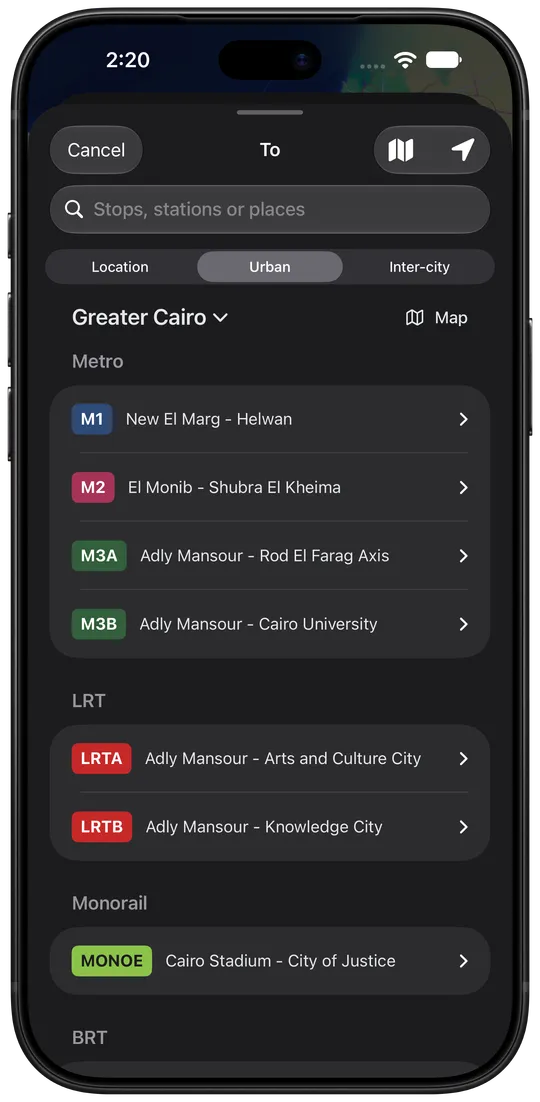 2:20
Cancel
To
Stops, stations or places
Location Urban Inter-city
Greater Cairo Map
Metro
M1 New El Marg - Helwan
M2 El Monib - Shubra El Kheima
M3A Adly Mansour - Rod El Farag Axis
M3B Adly Mansour - Cairo University
LRT
LRTA Adly Mansour - Arts and Culture City
LRTB Adly Mansour - Knowledge City
Monorail
MONOE Cairo Stadium - City of Justice
BRT